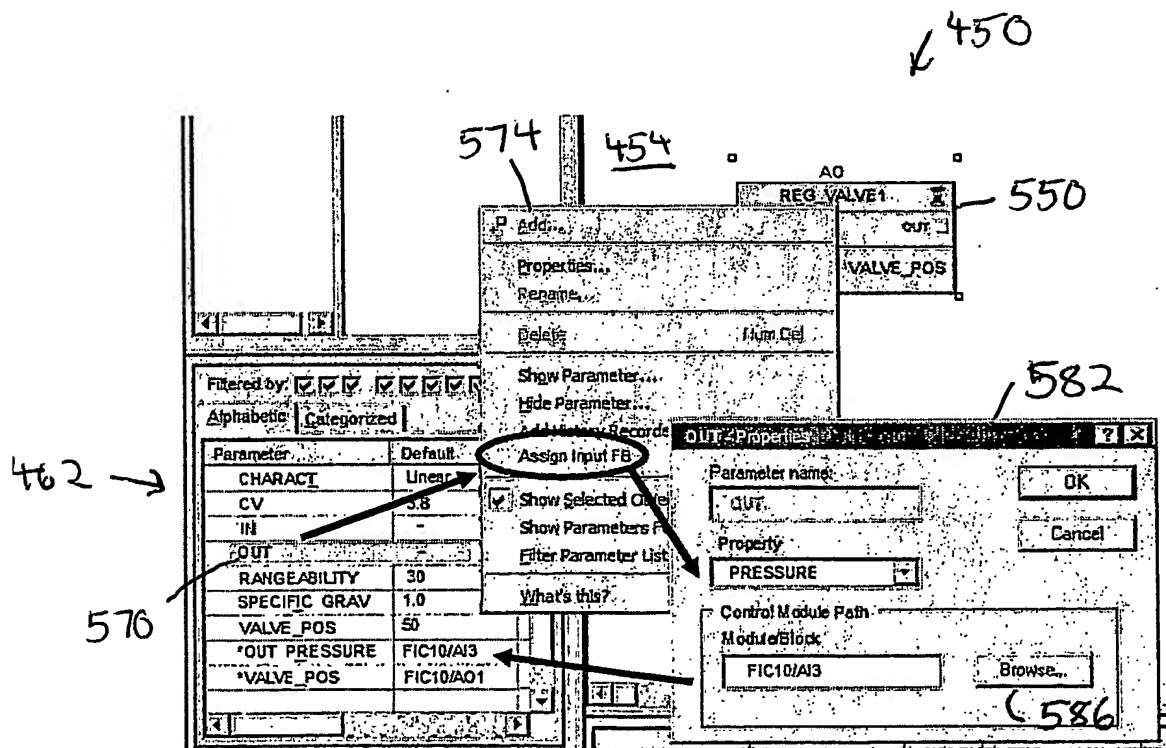 450
574
454
AO
REG_VALVE1
550
OUT
VALVE_POS
Add...
Properties...
Rename...
Delete
Show Parameter...
Hide Parameter...
Assign Input FB
Show Selected
Show Parameters
Filter Parameter List
What's this?
Filtered by:
Alphabetic Categorized
462
Parameter Default
CHARACT Linear
CV 3.8
IN -
OUT -
RANGEABILITY 30
SPECIFIC GRAV 1.0
VALVE_POS 50
*OUT PRESSURE FIC10/AI3
*VALVE_POS FIC10/AO1
570
582
OUT - Properties
Parameter name:
OUT
OK
Cancel
Property
PRESSURE
Control Module Path
Module/Block
FIC10/AI3
Browse...
586